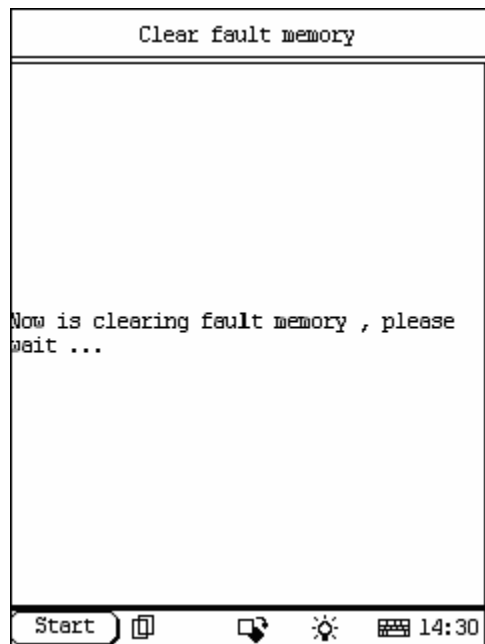 Clear fault memory
Now is clearing fault memory , please
wait ...
Start
14:30